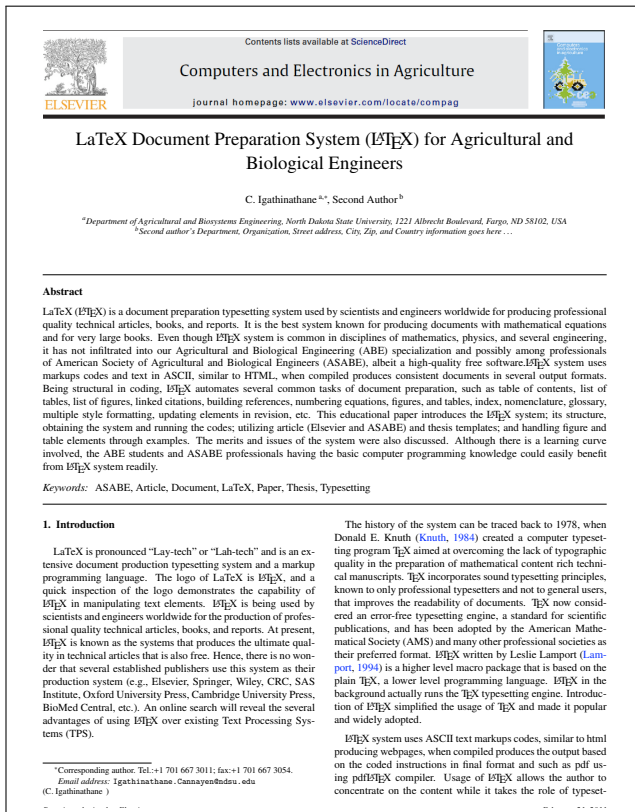 Contents lists available at ScienceDirect
Computers and Electronics in Agriculture
journal homepage: www.elsevier.com/locate/compag
ELSEVIER
LaTeX Document Preparation System (LATEX) for Agricultural and
Biological Engineers
C. Igathinathane a,∗, Second Author b
aDepartment of Agricultural and Biosystems Engineering, North Dakota State University, 1221 Albrecht Boulevard, Fargo, ND 58102, USA
bSecond author's Department, Organization, Street address, City, Zip, and Country information goes here ...
Abstract
LaTeX (LATEX) is a document preparation typesetting system used by scientists and engineers worldwide for producing professional
quality technical articles, books, and reports. It is the best system known for producing documents with mathematical equations
and for very large books. Even though LATEX system is common in disciplines of mathematics, physics, and several engineering,
it has not infiltrated into our Agricultural and Biological Engineering (ABE) specialization and possibly among professionals
of American Society of Agricultural and Biological Engineers (ASABE), albeit a high-quality free software.LATEX system uses
markups codes and text in ASCII, similar to HTML, when compiled produces consistent documents in several output formats.
Being structural in coding, LATEX automates several common tasks of document preparation, such as table of contents, list of
tables, list of figures, linked citations, building references, numbering equations, figures, and tables, index, nomenclature, glossary,
multiple style formatting, updating elements in revision, etc. This educational paper introduces the LATEX system; its structure,
obtaining the system and running the codes; utilizing article (Elsevier and ASABE) and thesis templates; and handling figure and
table elements through examples. The merits and issues of the system were also discussed. Although there is a learning curve
involved, the ABE students and ASABE professionals having the basic computer programming knowledge could easily benefit
from LATEX system readily.
Keywords: ASABE, Article, Document, LaTeX, Paper, Thesis, Typesetting
1. Introduction
LaTeX is pronounced “Lay-tech” or “Lah-tech” and is an ex-
tensive document production typesetting system and a markup
programming language. The logo of LaTeX is LATEX, and a
quick inspection of the logo demonstrates the capability of
LATEX in manipulating text elements. LATEX is being used by
scientists and engineers worldwide for the production of profes-
sional quality technical articles, books, and reports. At present,
LATEX is known as the systems that produces the ultimate qual-
ity in technical articles that is also free. Hence, there is no won-
der that several established publishers use this system as their
production system (e.g., Elsevier, Springer, Wiley, CRC, SAS
Institute, Oxford University Press, Cambridge University Press,
BioMed Central, etc.). An online search will reveal the several
advantages of using LATEX over existing Text Processing Sys-
tems (TPS).
∗Corresponding author. Tel.:+1 701 667 3011; fax:+1 701 667 3054.
Email address: Igathinathane.Cannayen@ndsu.edu
(C. Igathinathane )
The history of the system can be traced back to 1978, when
Donald E. Knuth (Knuth, 1984) created a computer typeset-
ting program TEX aimed at overcoming the lack of typographic
quality in the preparation of mathematical content rich techni-
cal manuscripts. TEX incorporates sound typesetting principles,
known to only professional typesetters and not to general users,
that improves the readability of documents. TEX now consid-
ered an error-free typesetting engine, a standard for scientific
publications, and has been adopted by the American Mathe-
matical Society (AMS) and many other professional societies as
their preferred format. LATEX written by Leslie Lamport (Lam-
port, 1994) is a higher level macro package that is based on the
plain TEX, a lower level programming language. LATEX in the
background actually runs the TEX typesetting engine. Introduc-
tion of LATEX simplified the usage of TEX and made it popular
and widely adopted.
LATEX system uses ASCII text markups codes, similar to html
producing webpages, when compiled produces the output based
on the coded instructions in final format and such as pdf us-
ing pdfLATEX compiler. Usage of LATEX allows the author to
concentrate on the content while it takes the role of typeset-